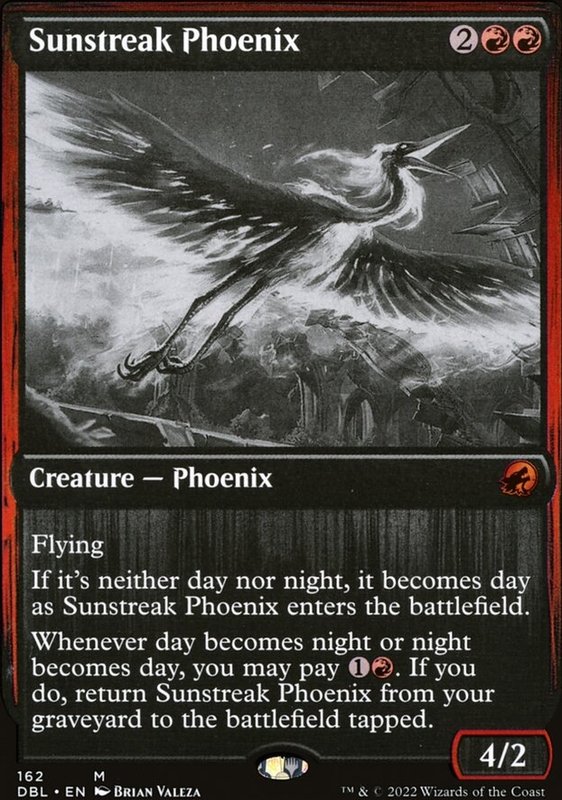 Sunstreak Phoenix 2
Creature — Phoenix
Flying
If it's neither day nor night, it becomes day
as Sunstreak Phoenix enters the battlefield.
Whenever day becomes night or night
becomes day, you may pay 1. If you
do, return Sunstreak Phoenix from your
graveyard to the battlefield tapped.
4/2
162 M
DBL • EN Brian Valeza ™ & © 2022 Wizards of the Coast